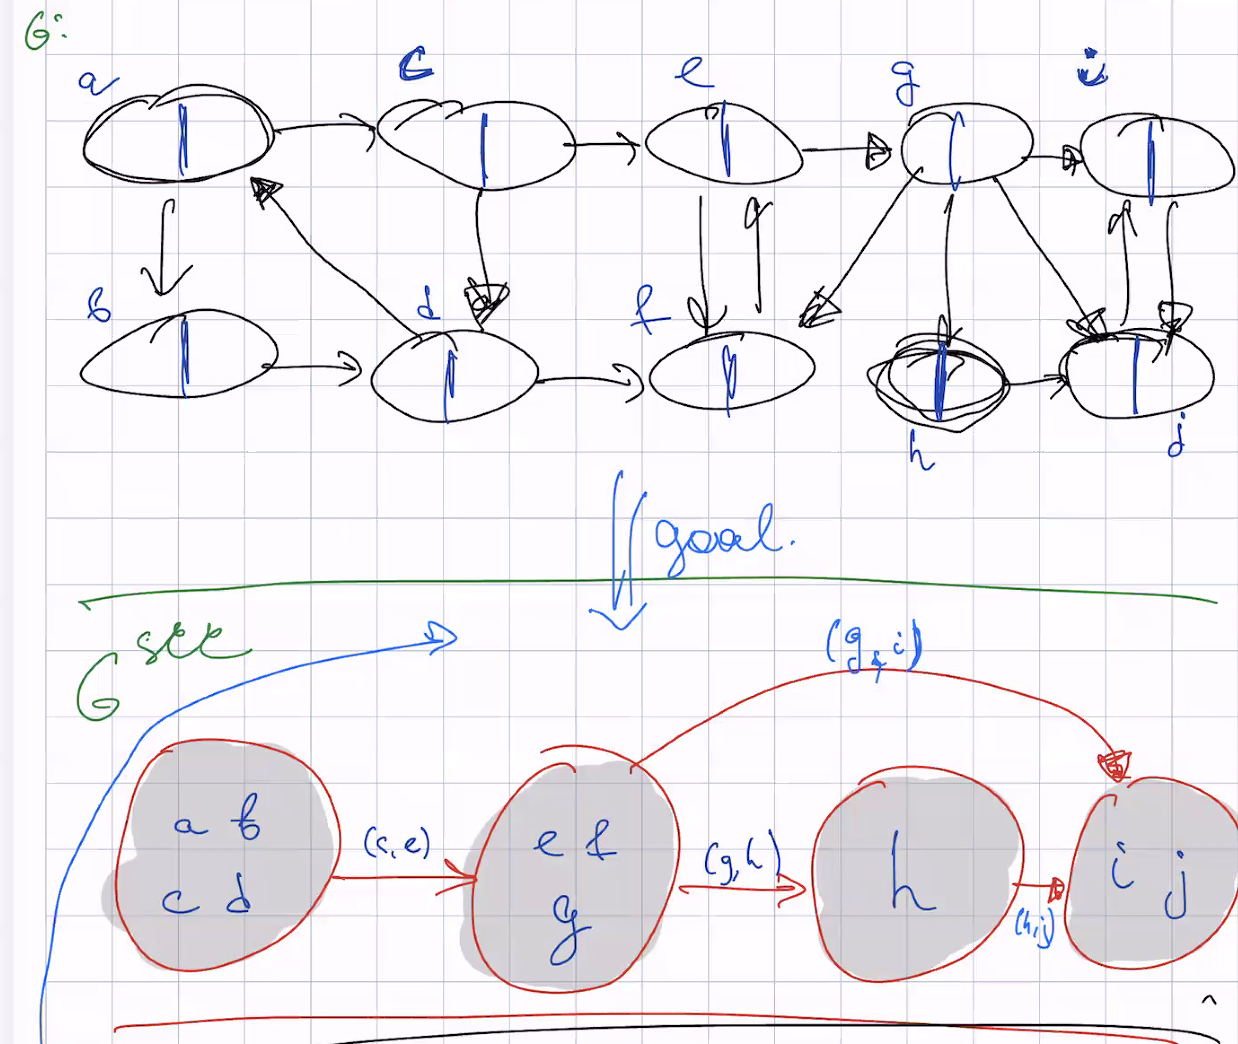 G:
a c e g i
b d f
h j
goal.
G^scc
(g, i)
a b
c d
(c, e)
e f
g
(g, h)
h
(h, j)
i j